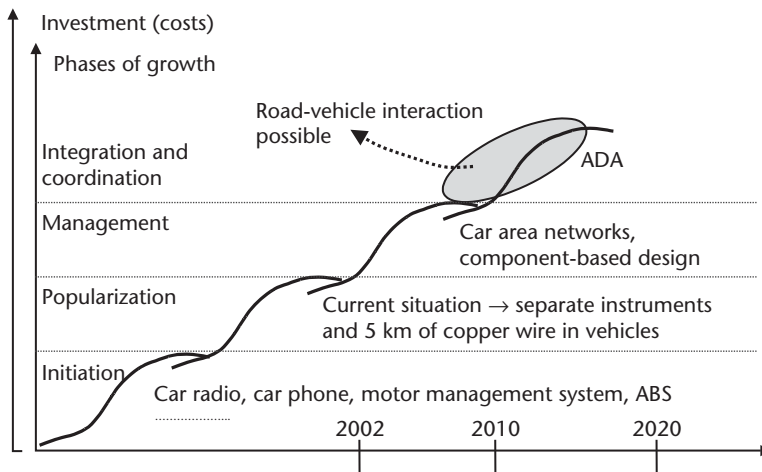 Investment (costs)
Phases of growth
Road-vehicle interaction
possible
Integration and
coordination
ADA
Management
Car area networks,
component-based design
Popularization
Current situation → separate instruments
and 5 km of copper wire in vehicles
Initiation
Car radio, car phone, motor management system, ABS
2002 2010 2020